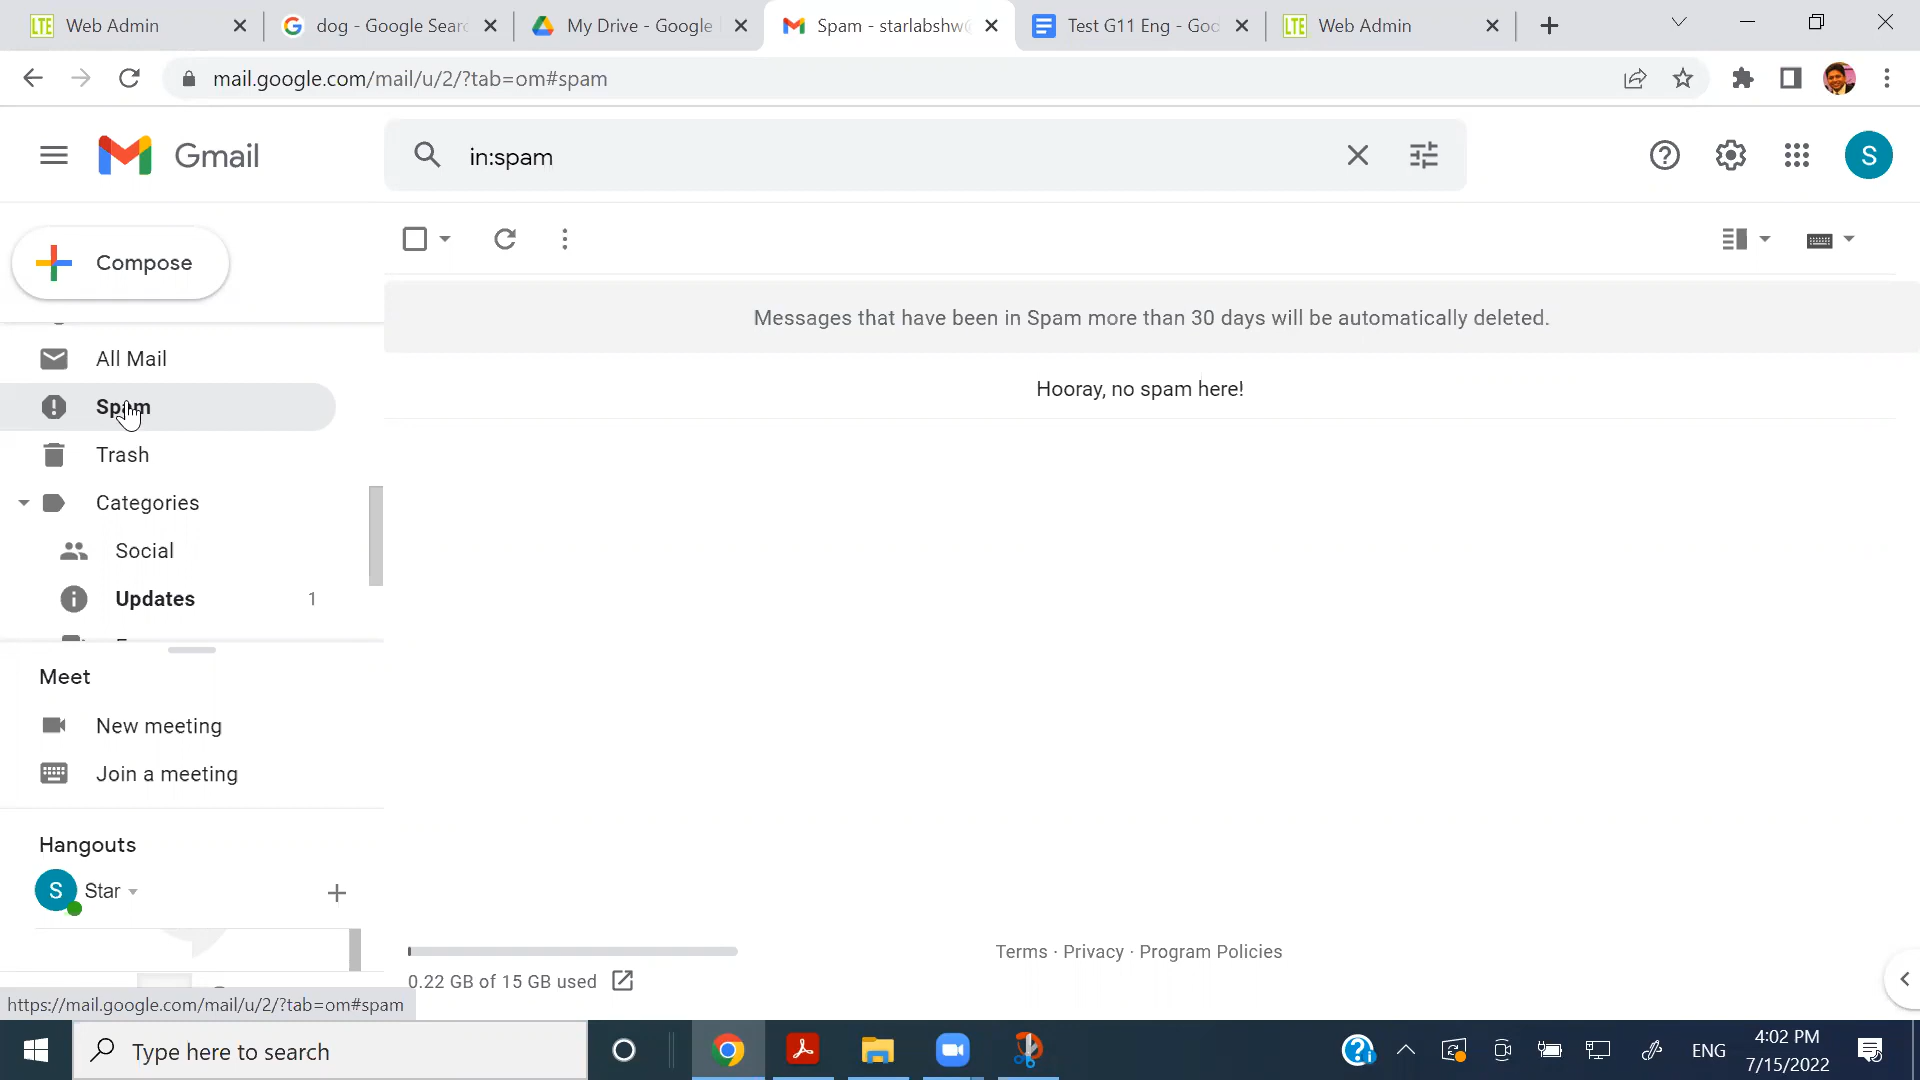 Web Admin
dog - Google Sear
My Drive - Google
Spam - starlabshw
Test G11 Eng - Goo
Web Admin
mail.google.com/mail/u/2/?tab=om#spam
Gmail
in:spam
S
Compose
Messages that have been in Spam more than 30 days will be automatically deleted.
All Mail
Hooray, no spam here!
Spam
Trash
Categories
Social
Updates 1
Meet
New meeting
Join a meeting
Hangouts
S Star
Terms · Privacy · Program Policies
0.22 GB of 15 GB used
https://mail.google.com/mail/u/2/?tab=om#spam
Type here to search
ENG
4:02 PM
7/15/2022